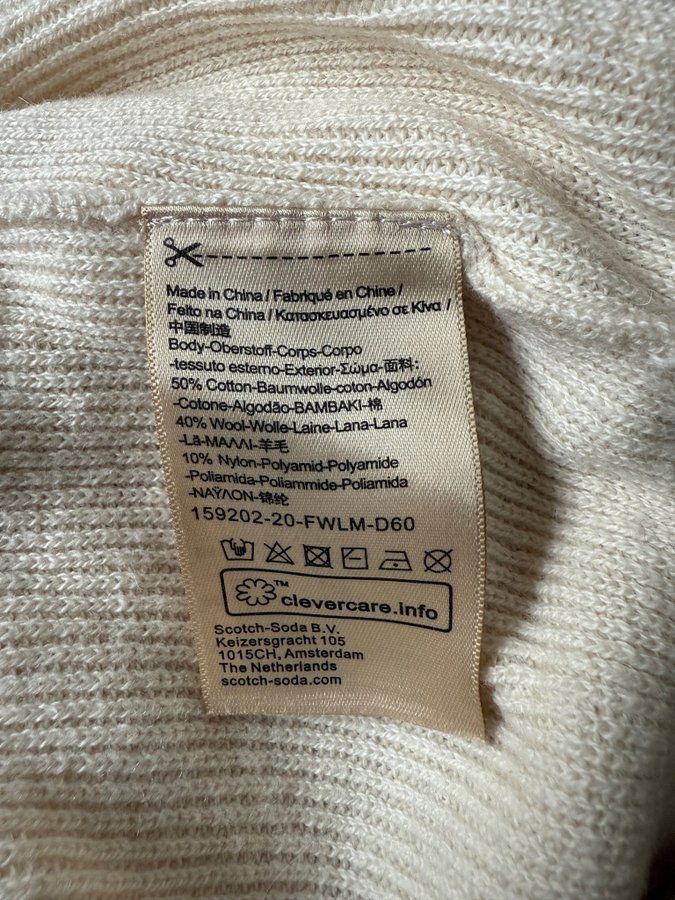 Made in China / Fabriqué en Chine /
Feito na China / Κατασκευασμένο σε Κίνα /
中国制造
Body-Oberstoff-Corps-Corpo
-tessuto esterno-Exterior-Σώμα-面料:
50% Cotton-Baumwolle-coton-Algodón
-Cotone-Algodão-BAMBAKI-棉
40% Wool-Wolle-Laine-Lana-Lana
-Lã-ΜΑΛΛΙ-羊毛
10% Nylon-Polyamid-Polyamide
-Poliamida-Poliammide-Poliamida
-ΝΑΫΛΟΝ-锦纶
159202-20-FWLM-D60
TM
clevercare.info
Scotch-Soda B.V.
Keizersgracht 105
1015CH, Amsterdam
The Netherlands
scotch-soda.com